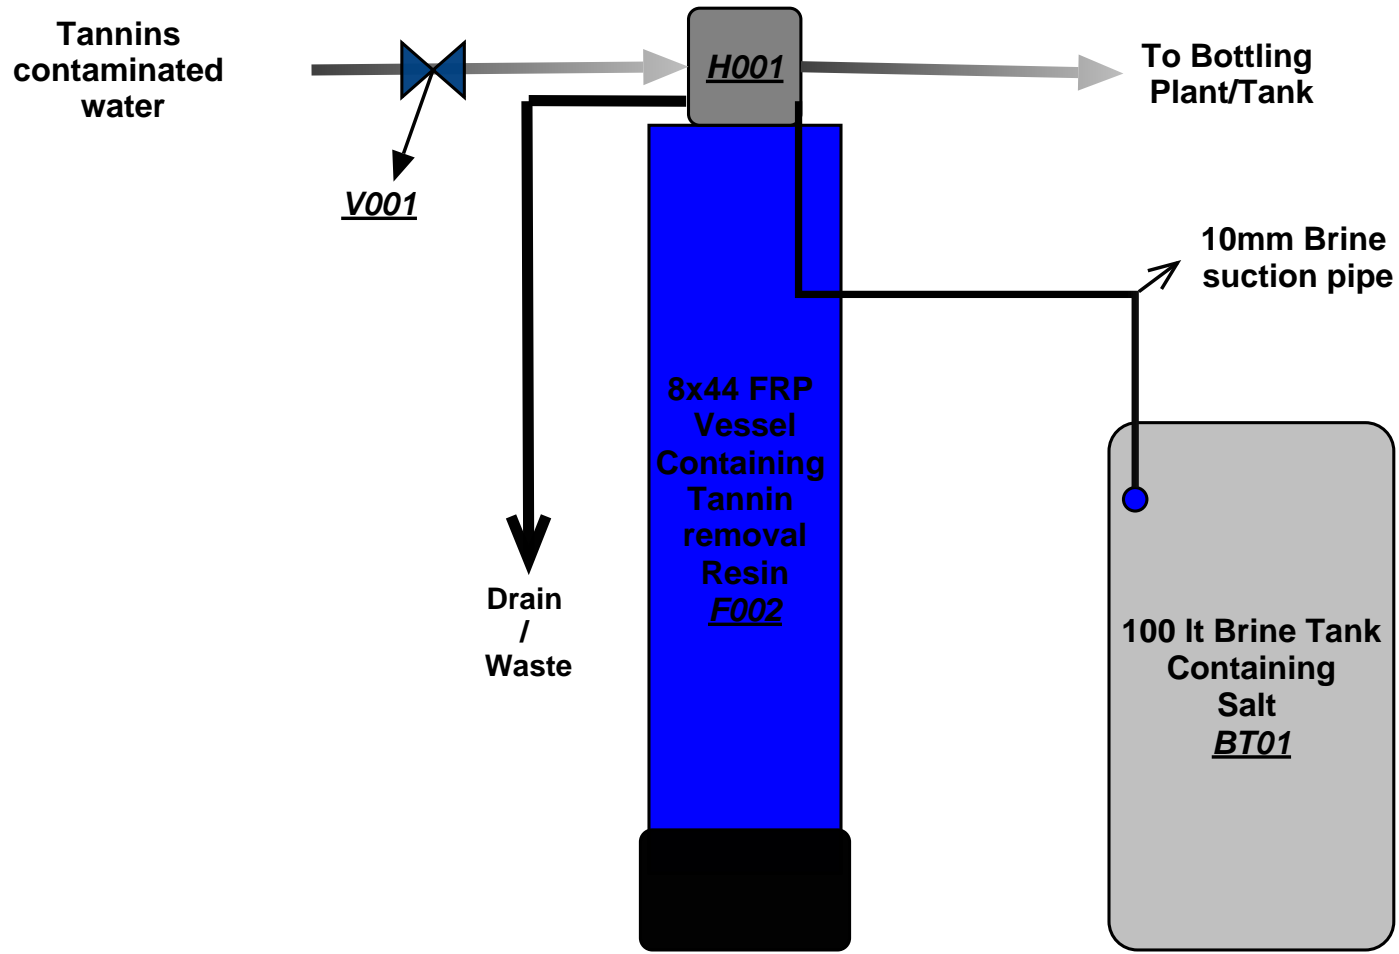 Tannins
contaminated
water
V001
H001
To Bottling
Plant/Tank
10mm Brine
suction pipe
8x44 FRP
Vessel
Containing
Tannin
removal
Resin
F002
Drain
/
Waste
100 lt Brine Tank
Containing
Salt
BT01